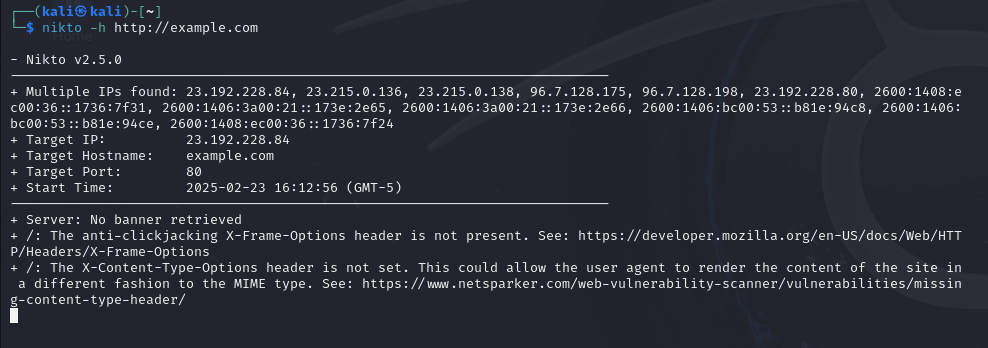 ┌──(kali㉿kali)-[~]
└─$ nikto -h http://example.com
- Nikto v2.5.0
---------------------------------------------------------------------------
+ Multiple IPs found: 23.192.228.84, 23.215.0.136, 23.215.0.138, 96.7.128.175, 96.7.128.198, 23.192.228.80, 2600:1408:e
c00:36::1736:7f31, 2600:1406:3a00:21::173e:2e65, 2600:1406:3a00:21::173e:2e66, 2600:1406:bc00:53::b81e:94c8, 2600:1406:
bc00:53::b81e:94ce, 2600:1408:ec00:36::1736:7f24
+ Target IP:          23.192.228.84
+ Target Hostname:    example.com
+ Target Port:        80
+ Start Time:         2025-02-23 16:12:56 (GMT-5)
---------------------------------------------------------------------------
+ Server: No banner retrieved
+ /: The anti-clickjacking X-Frame-Options header is not present. See: https://developer.mozilla.org/en-US/docs/Web/HTT
P/Headers/X-Frame-Options
+ /: The X-Content-Type-Options header is not set. This could allow the user agent to render the content of the site in
 a different fashion to the MIME type. See: https://www.netsparker.com/web-vulnerability-scanner/vulnerabilities/missin
g-content-type-header/